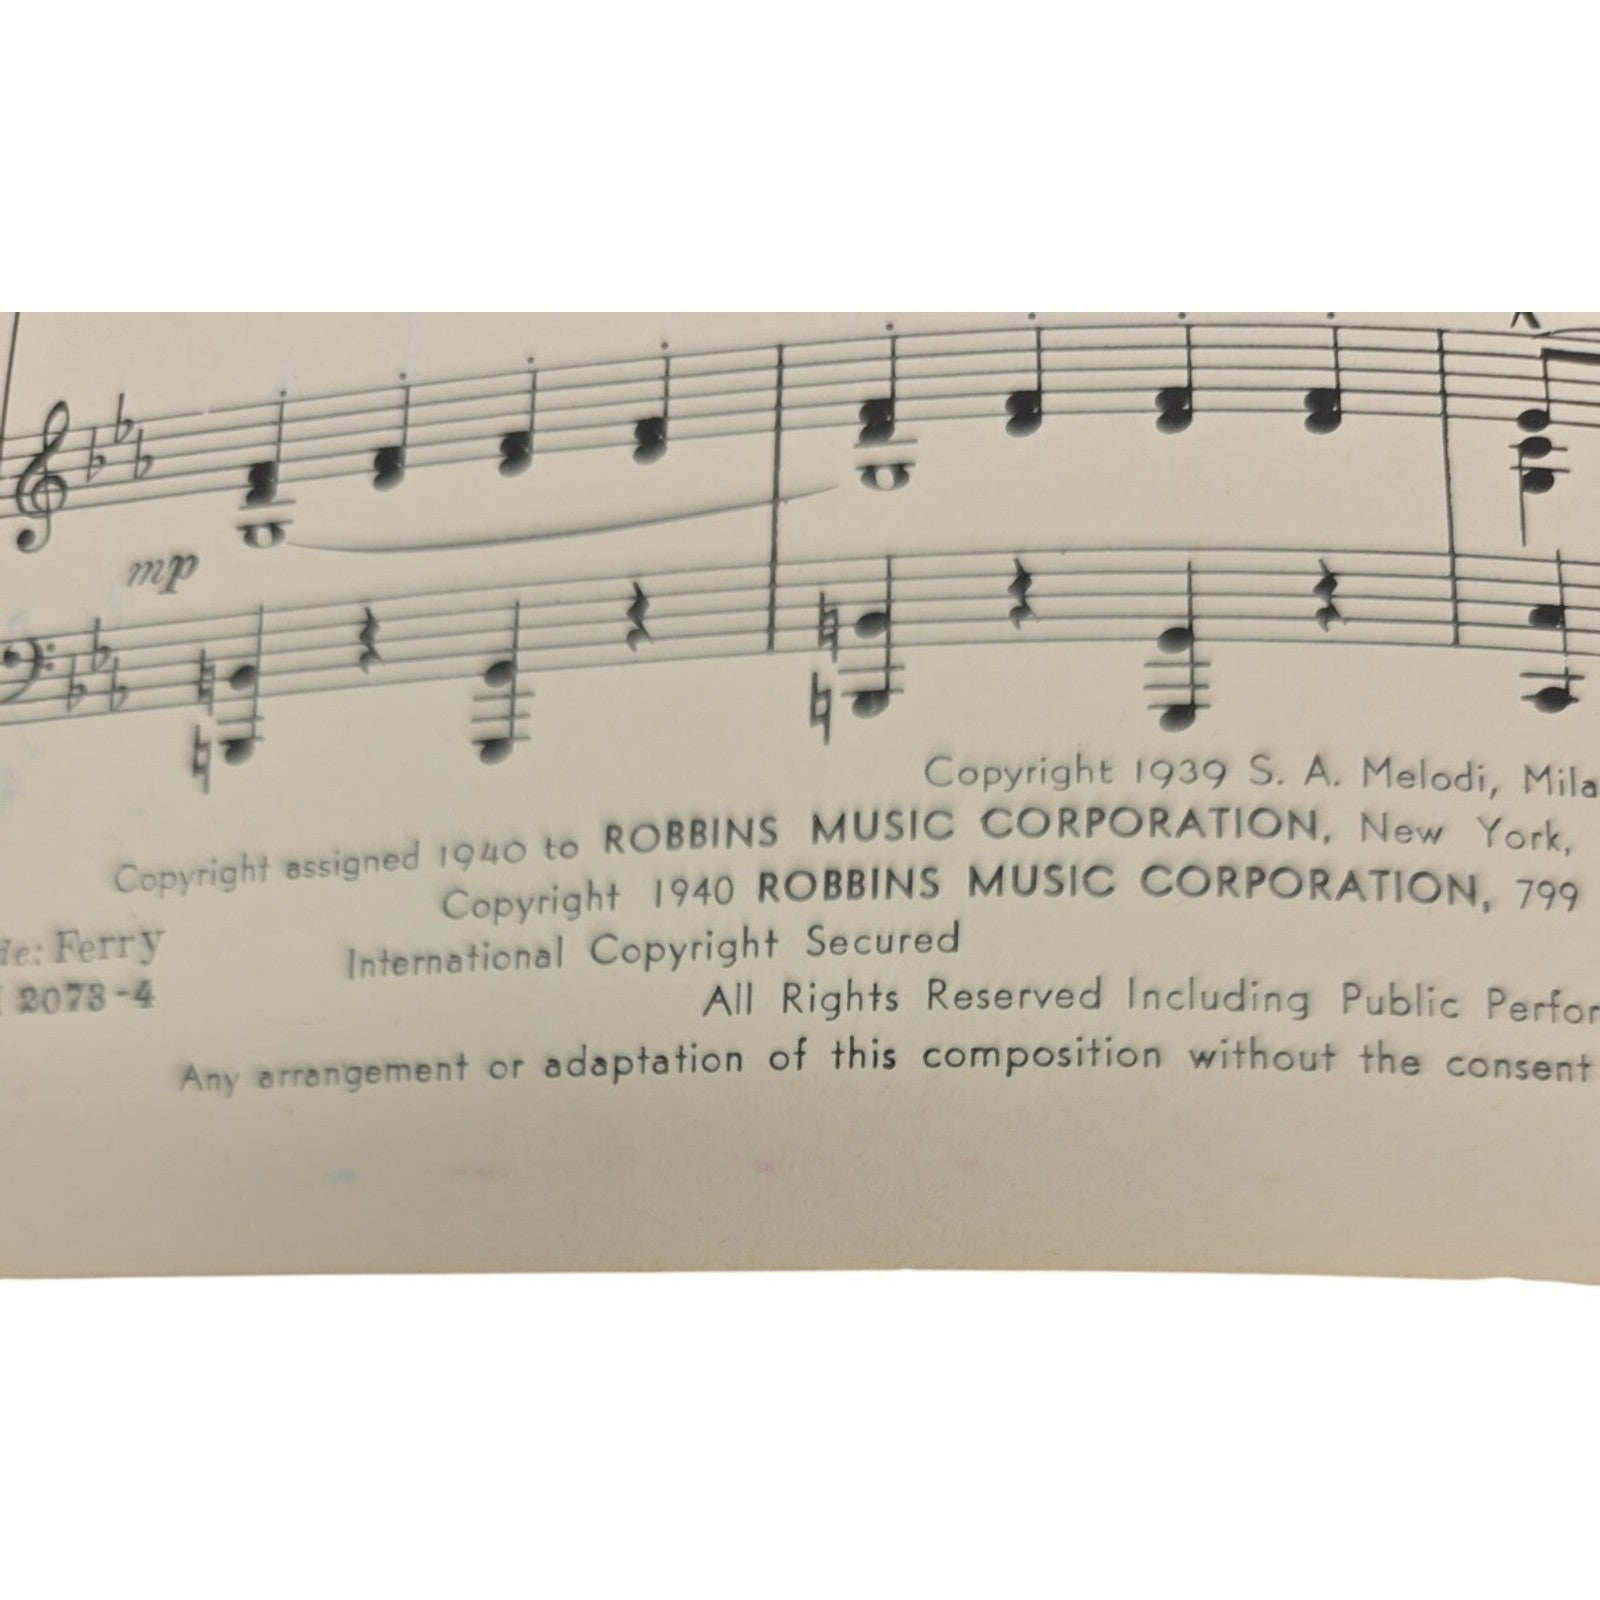 mp
Copyright 1939 S. A. Melodi, Mila
Copyright assigned 1940 to ROBBINS MUSIC CORPORATION, New York,
Copyright 1940 ROBBINS MUSIC CORPORATION, 799
de: Ferry
International Copyright Secured
2073-4
All Rights Reserved Including Public Perfor
Any arrangement or adaptation of this composition without the consent